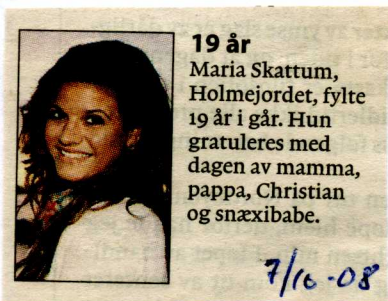 19 år
Maria Skattum,
Holmejordet, fylte
19 år i går. Hun
gratuleres med
dagen av mamma,
pappa, Christian
og snæxibabe.
7/10-08